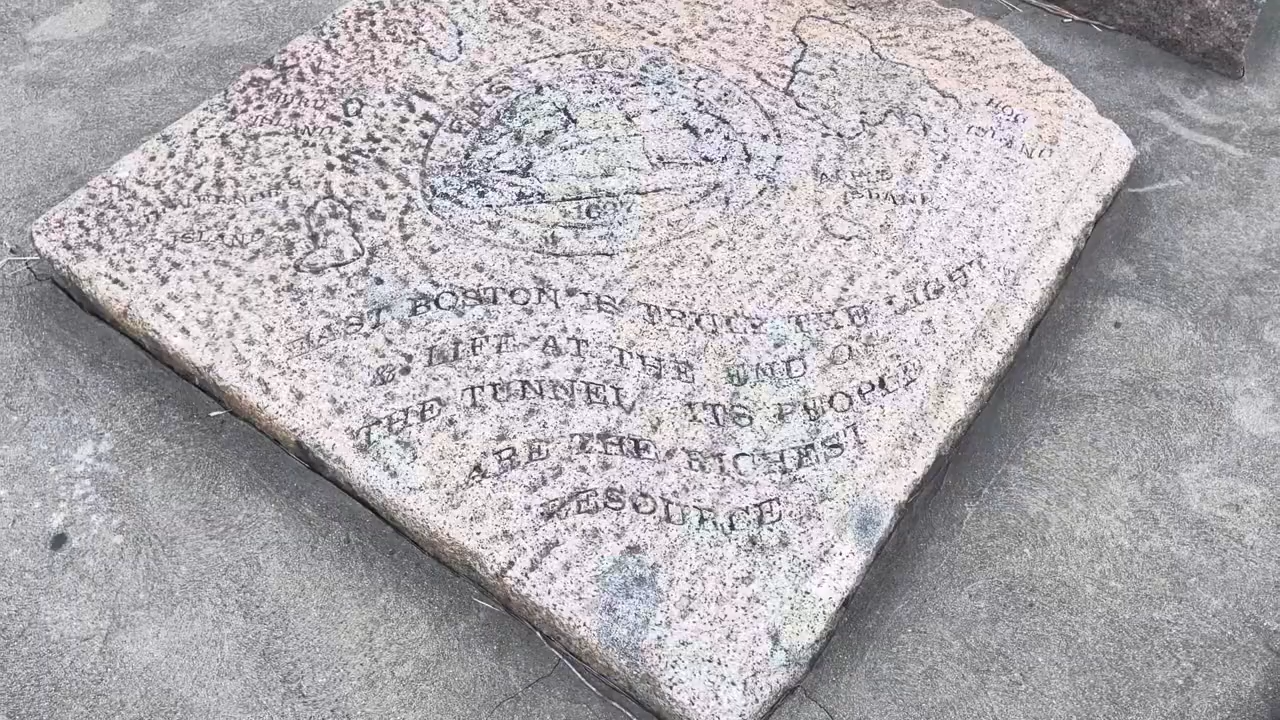 BIRD
ISLAND
GOVERNOR'S
ISLAND
HOG
ISLAND
APPLE
ISLAND
EAST BOSTON IS TRULY THE LIGHT
& LIFE AT THE END OF
THE TUNNEL, ITS PEOPLE
ARE THE RICHEST
RESOURCE